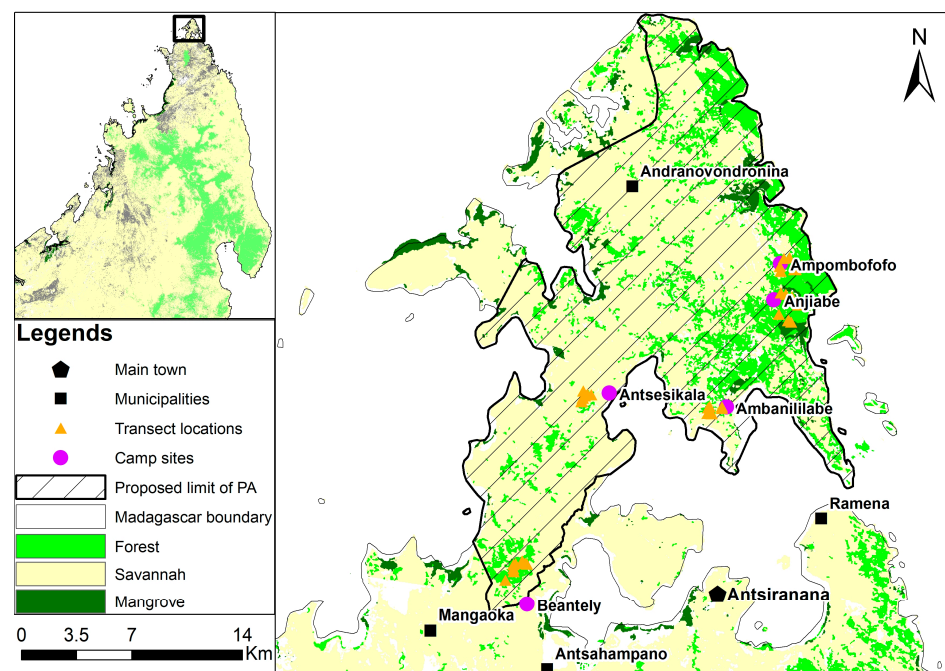 N
Andranovondronina
Ampombofofo
Anjiabe
Antsesikala
Ambanililabe
Ramena
Antsiranana
Beantely
Mangaoka
Antsahampano
Legends
Main town
Municipalities
Transect locations
Camp sites
Proposed limit of PA
Madagascar boundary
Forest
Savannah
Mangrove
0 3.5 7 14
Km